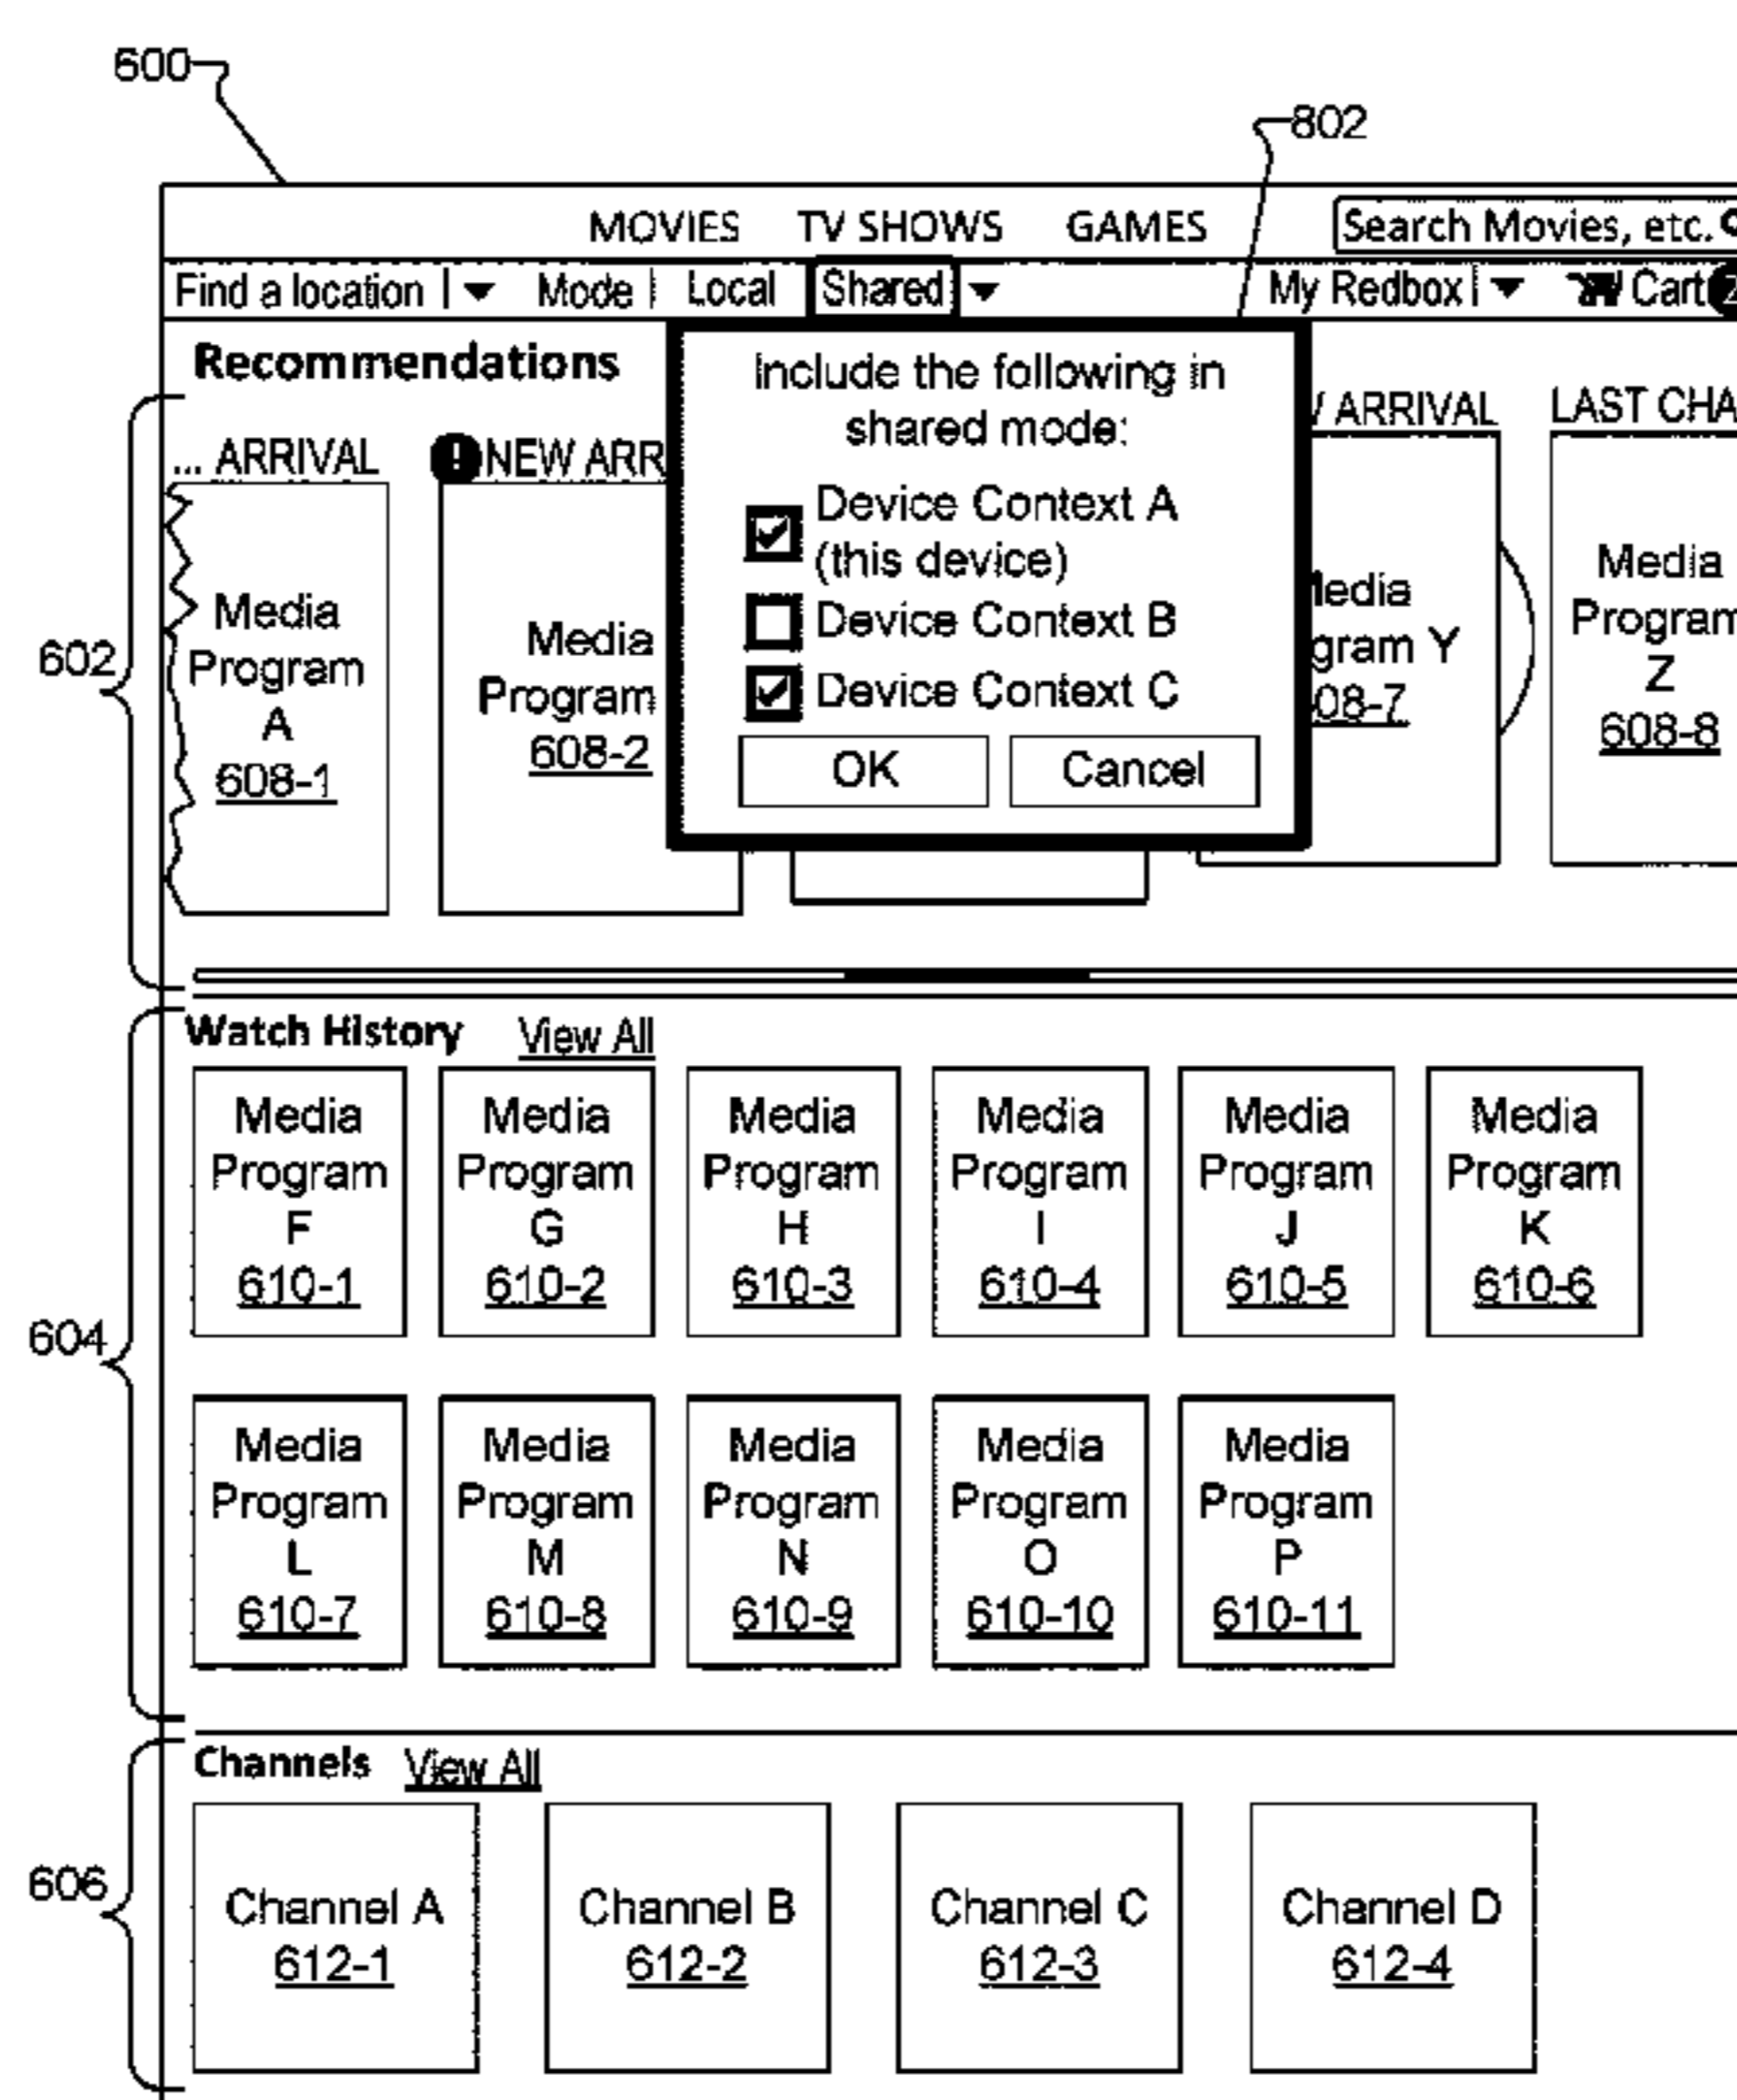 600
802
MOVIES TV SHOWS GAMES Search Movies, etc.
Find a location Mode Local Shared My Redbox Cart
Recommendations
Include the following in
shared mode:
Device Context A
(this device)
Device Context B
Device Context C
OK Cancel
... ARRIVAL
! NEW ARR
ARRIVAL
LAST CHA
602
Media
Program
A
608-1
Media
Program
608-2
edia
gram Y
08-7
Media
Program
Z
608-8
Watch History View All
604
Media
Program
F
610-1
Media
Program
G
610-2
Media
Program
H
610-3
Media
Program
I
610-4
Media
Program
J
610-5
Media
Program
K
610-6
Media
Program
L
610-7
Media
Program
M
610-8
Media
Program
N
610-9
Media
Program
O
610-10
Media
Program
P
610-11
Channels View All
606
Channel A
612-1
Channel B
612-2
Channel C
612-3
Channel D
612-4